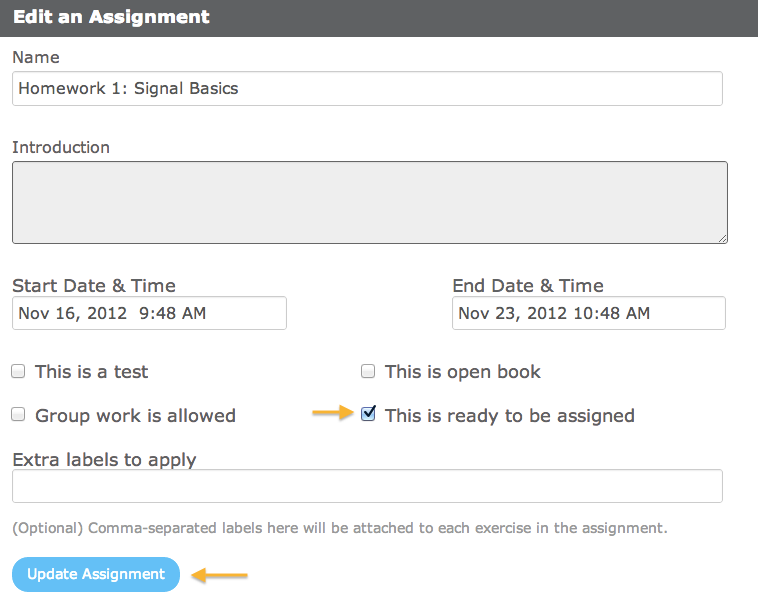 Edit an Assignment
Name
Homework 1: Signal Basics
Introduction
Start Date & Time
End Date & Time
Nov 16, 2012  9:48 AM
Nov 23, 2012 10:48 AM
This is a test
This is open book
Group work is allowed
This is ready to be assigned
Extra labels to apply
(Optional) Comma-separated labels here will be attached to each exercise in the assignment.
Update Assignment